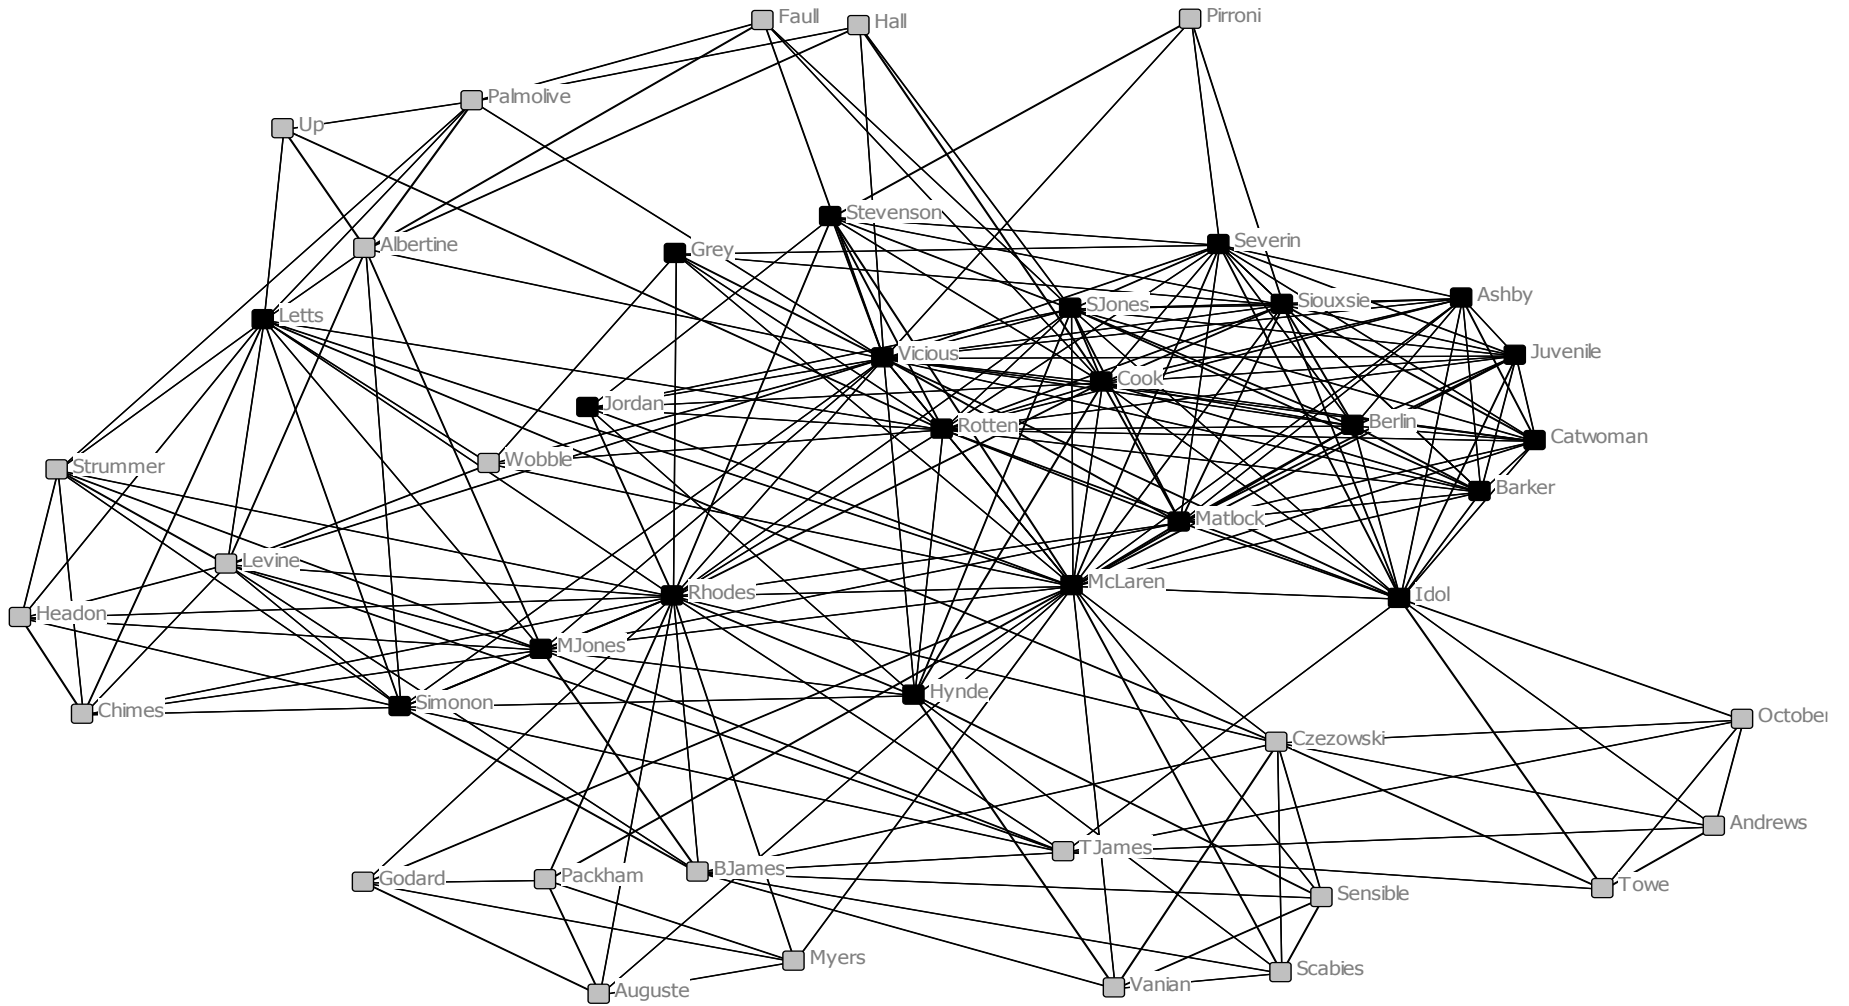 Faull
Hall
Pirroni
Palmolive
Up
Stevenson
Albertine
Grey
Severin
Letts
SJones
Siouxsie
Ashby
Vicious
Juvenile
Cook
Jordan
Rotten
Berlin
Catwoman
Strummer
Wobble
Barker
Matlock
Levine
Rhodes
McLaren
Idol
Headon
MJones
Chimes
Simonon
Hynde
Czezowski
October
Andrews
TJames
Godard
Packham
BJames
Sensible
Towe
Myers
Scabies
Auguste
Vanian